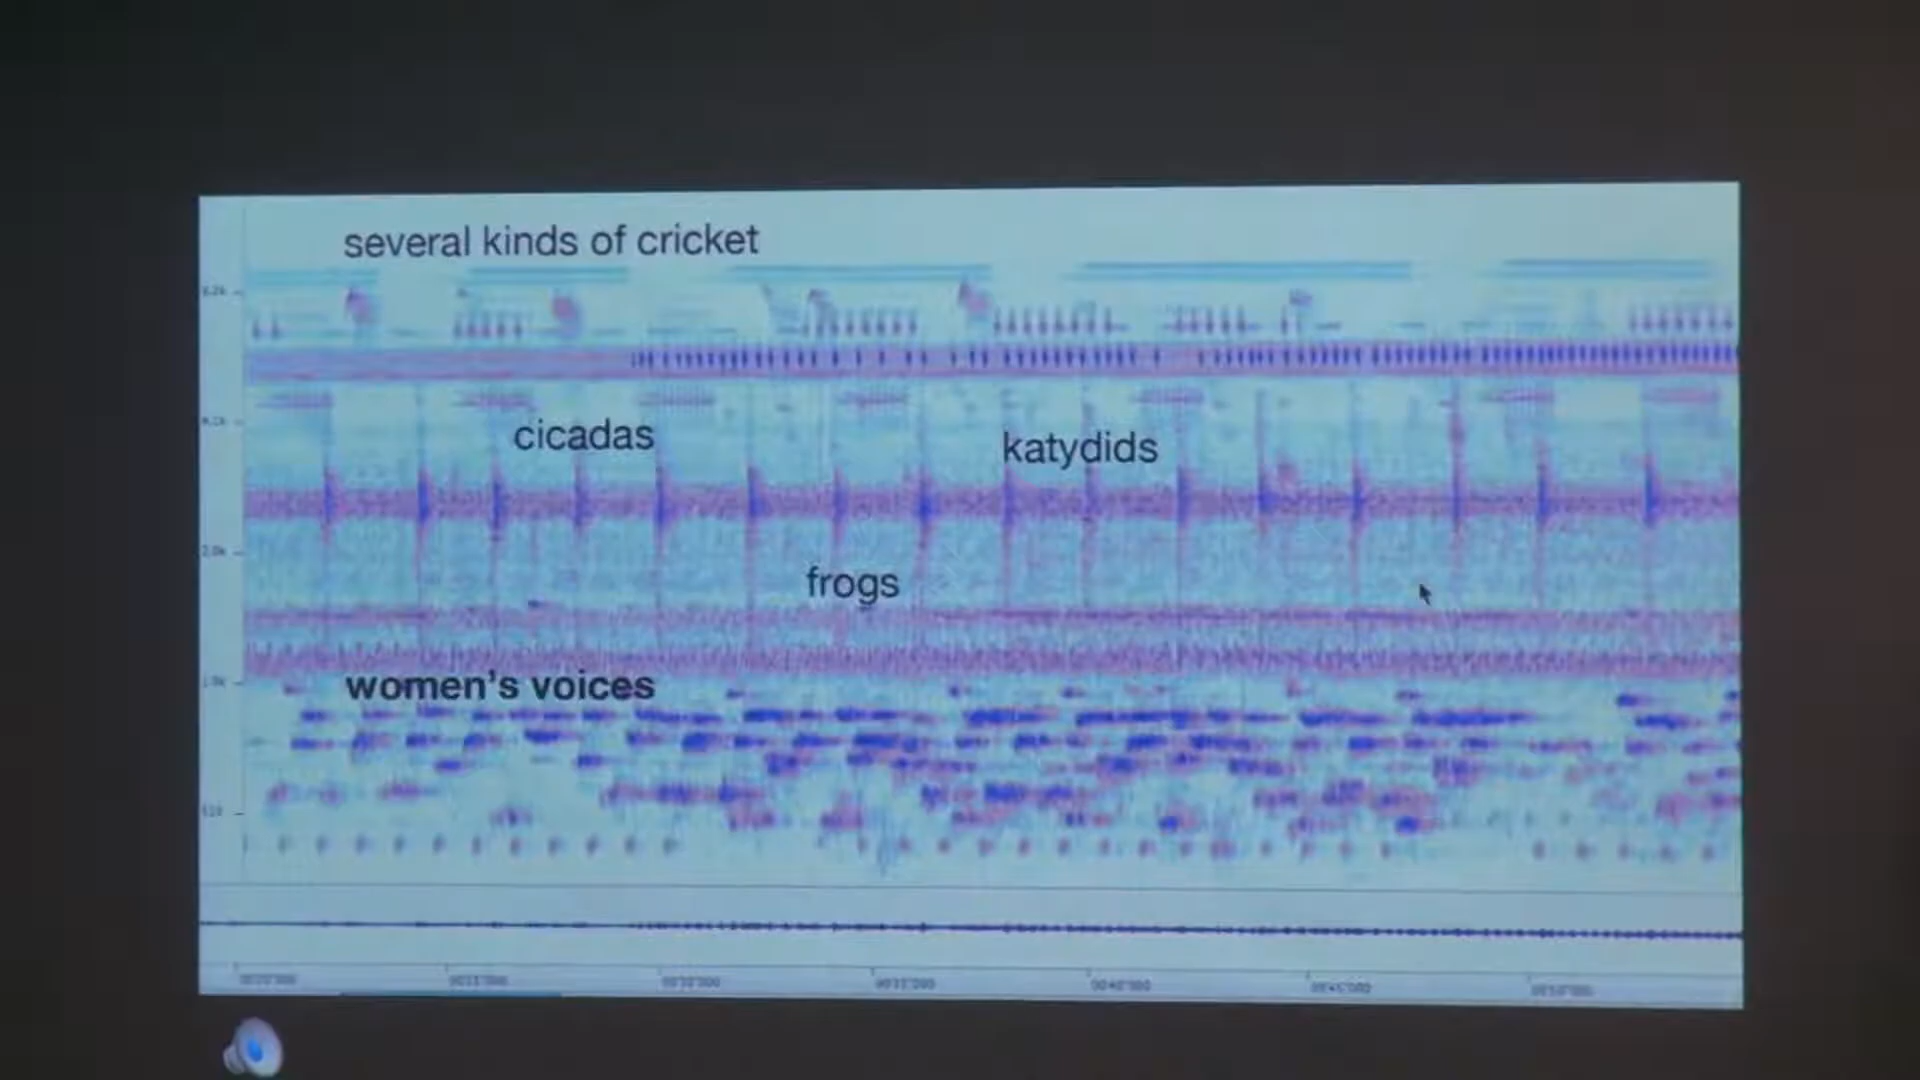 several kinds of cricket
cicadas
katydids
frogs
women's voices